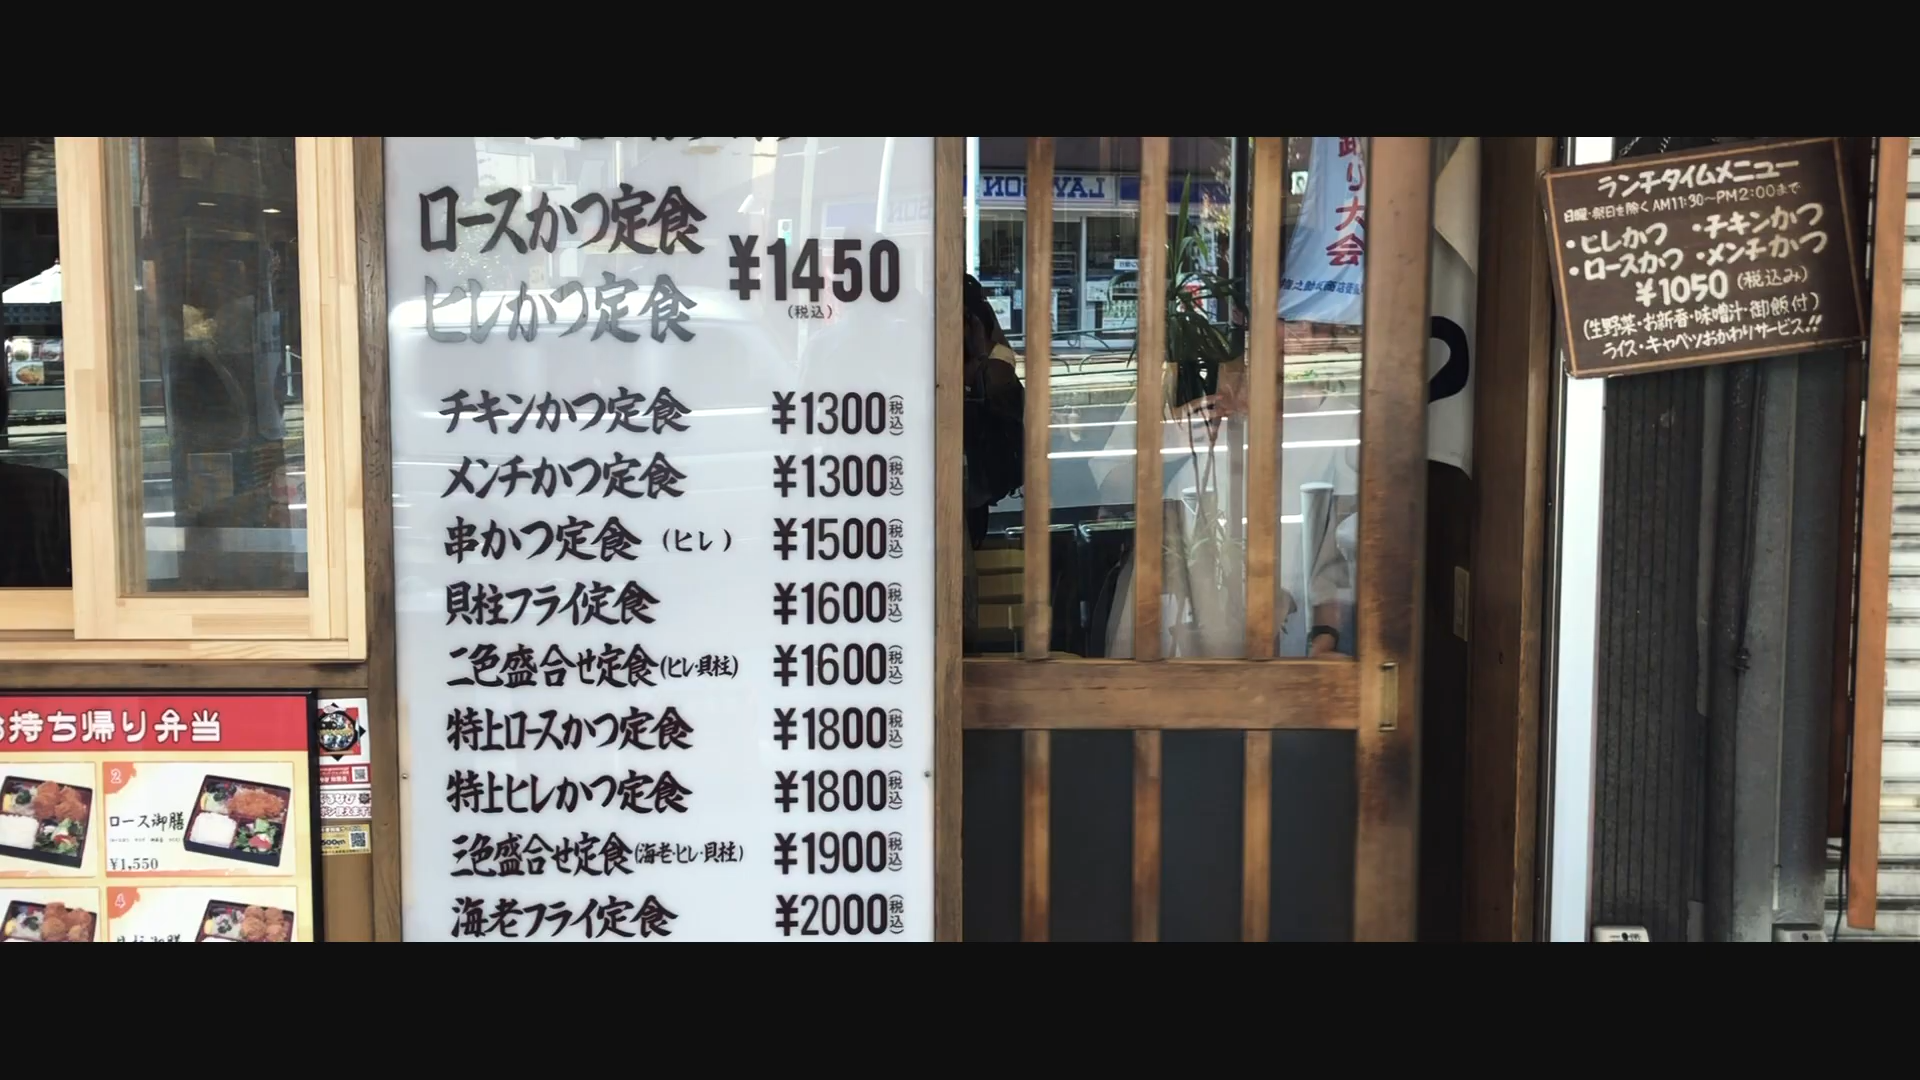 ロースかつ定食
ヒレかつ定食
¥1450
(税込)
チキンかつ定食 ¥1300(税込)
メンチかつ定食 ¥1300(税込)
串かつ定食 (ヒレ) ¥1500(税込)
貝柱フライ定食 ¥1600(税込)
二色盛合せ定食(ヒレ・貝柱) ¥1600(税込)
特上ロースかつ定食 ¥1800(税込)
特上ヒレかつ定食 ¥1800(税込)
三色盛合せ定食(海老・ヒレ・貝柱) ¥1900(税込)
海老フライ定食 ¥2000(税込)
持ち帰り弁当
2
ロース御膳
¥1,550
4
LAWSON
踊り大会
ランチタイムメニュー
日曜・祭日を除く AM11:30〜PM2:00まで
・ヒレかつ ・チキンかつ
・ロースかつ ・メンチかつ
¥1050 (税込み)
(生野菜・お新香・味噌汁・御飯付)
ライス・キャベツおかわりサービス!!